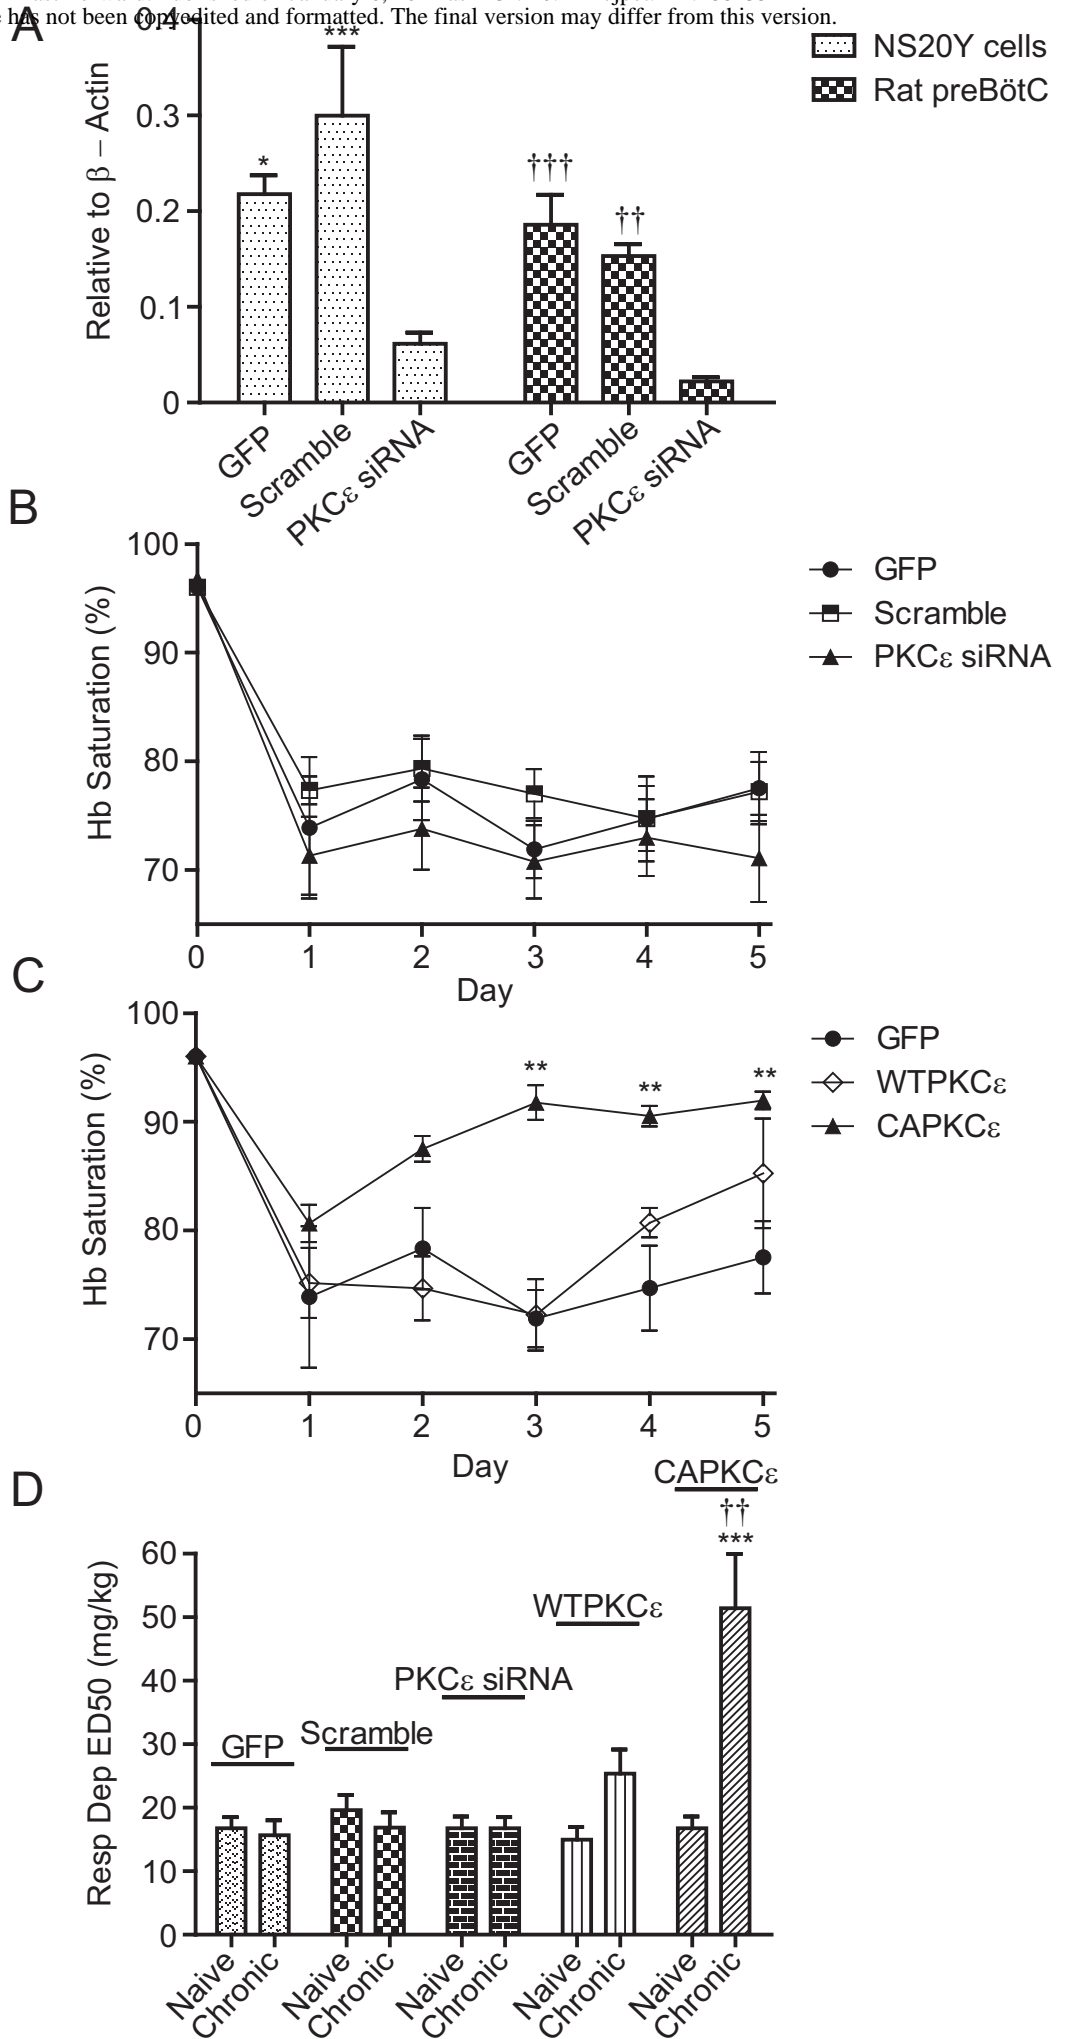 has not been copyedited and formatted. The final version may differ from this version.
A
0.4
0.3
0.2
0.1
0
Relative to β – Actin
*
***
†††
††
NS20Y cells
Rat preBötC
GFP
Scramble
PKCε siRNA
GFP
Scramble
PKCε siRNA
B
100
90
80
70
Hb Saturation (%)
GFP
Scramble
PKCε siRNA
0 1 2 3 4 5
Day
C
100
90
80
70
Hb Saturation (%)
**
**
**
GFP
WTPKCε
CAPKCε
0 1 2 3 4 5
Day
D
60
50
40
30
20
10
0
Resp Dep ED50 (mg/kg)
GFP
Scramble
PKCε siRNA
WTPKCε
CAPKCε
††
***
Naive
Chronic
Naive
Chronic
Naive
Chronic
Naive
Chronic
Naive
Chronic